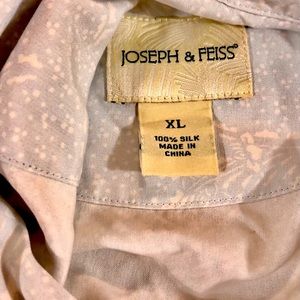 JOSEPH & FEISS®
XL
100% SILK
MADE IN
CHINA